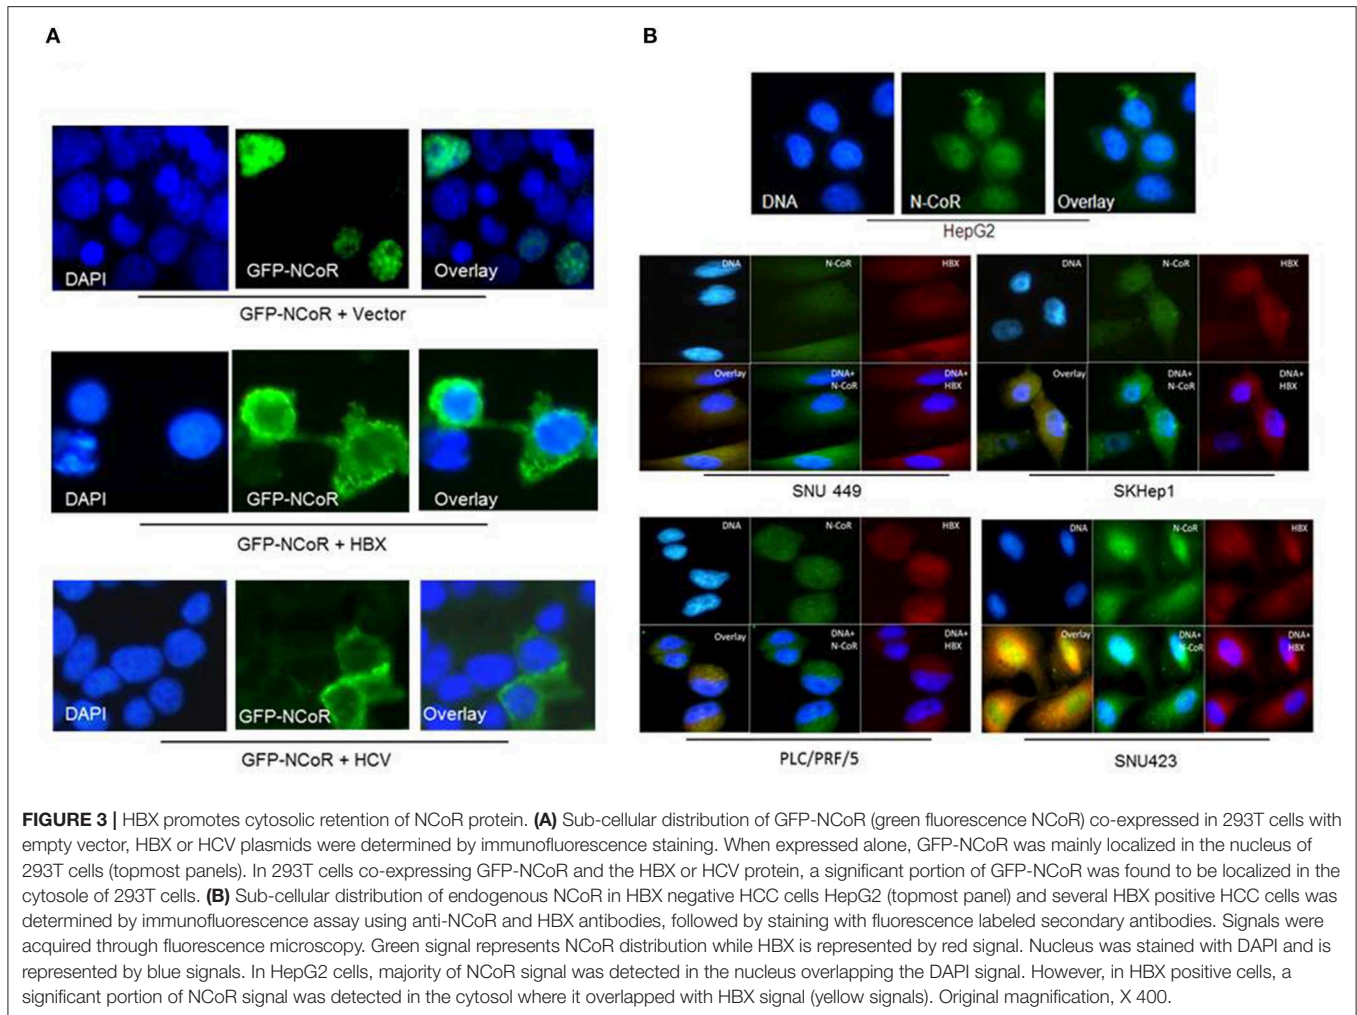 A
B
DAPI
GFP-NCoR
Overlay
GFP-NCoR + Vector
DAPI
GFP-NCoR
Overlay
GFP-NCoR + HBX
DAPI
GFP-NCoR
Overlay
GFP-NCoR + HCV
DNA
N-CoR
Overlay
HepG2
DNA
N-CoR
HBX
Overlay
DNA+
N-CoR
DNA+
HBX
SNU 449
DNA
N-CoR
HBX
Overlay
DNA+
N-CoR
DNA+
HBX
SKHep1
DNA
N-CoR
HBX
Overlay
DNA+
N-CoR
DNA+
HBX
PLC/PRF/5
DNA
N-CoR
HBX
Overlay
DNA+
N-CoR
DNA+
HBX
SNU423
FIGURE 3 | HBX promotes cytosolic retention of NCoR protein. (A) Sub-cellular distribution of GFP-NCoR (green fluorescence NCoR) co-expressed in 293T cells with
empty vector, HBX or HCV plasmids were determined by immunofluorescence staining. When expressed alone, GFP-NCoR was mainly localized in the nucleus of
293T cells (topmost panels). In 293T cells co-expressing GFP-NCoR and the HBX or HCV protein, a significant portion of GFP-NCoR was found to be localized in the
cytosole of 293T cells. (B) Sub-cellular distribution of endogenous NCoR in HBX negative HCC cells HepG2 (topmost panel) and several HBX positive HCC cells was
determined by immunofluorescence assay using anti-NCoR and HBX antibodies, followed by staining with fluorescence labeled secondary antibodies. Signals were
acquired through fluorescence microscopy. Green signal represents NCoR distribution while HBX is represented by red signal. Nucleus was stained with DAPI and is
represented by blue signals. In HepG2 cells, majority of NCoR signal was detected in the nucleus overlapping the DAPI signal. However, in HBX positive cells, a
significant portion of NCoR signal was detected in the cytosol where it overlapped with HBX signal (yellow signals). Original magnification, X 400.